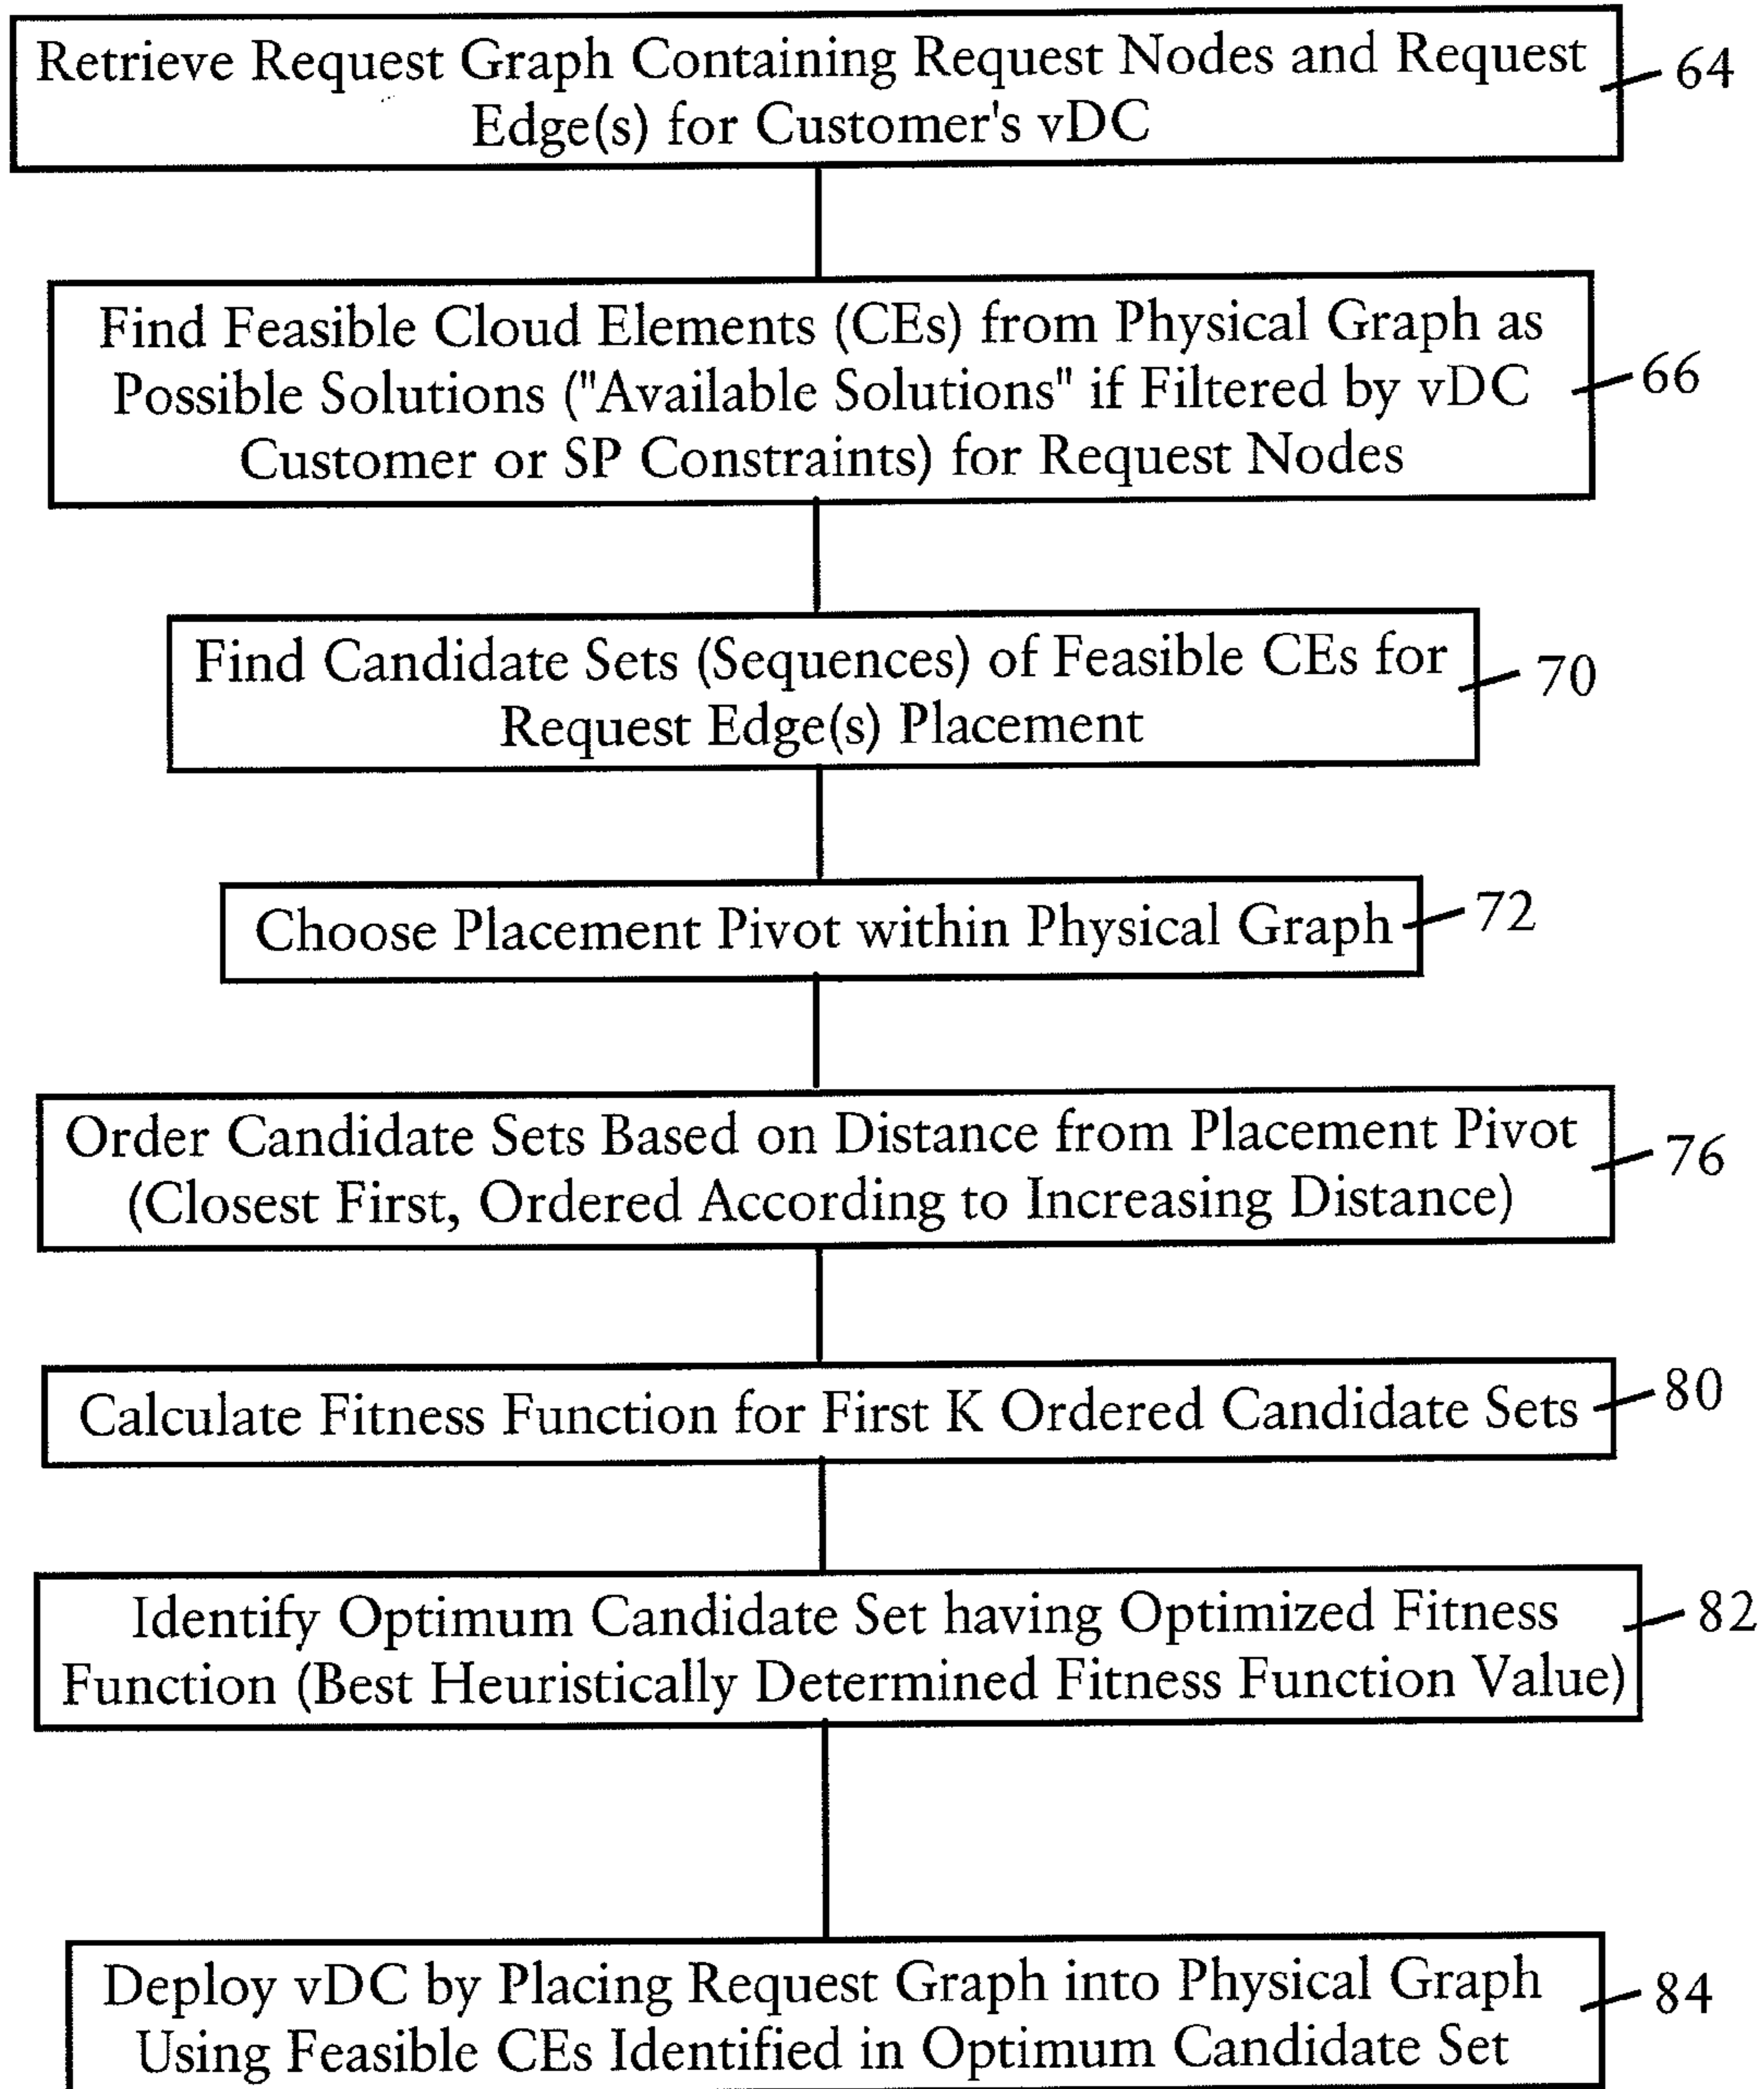 Retrieve Request Graph Containing Request Nodes and Request
Edge(s) for Customer's vDC
64
Find Feasible Cloud Elements (CEs) from Physical Graph as
Possible Solutions ("Available Solutions" if Filtered by vDC
Customer or SP Constraints) for Request Nodes
66
Find Candidate Sets (Sequences) of Feasible CEs for
Request Edge(s) Placement
70
Choose Placement Pivot within Physical Graph
72
Order Candidate Sets Based on Distance from Placement Pivot
(Closest First, Ordered According to Increasing Distance)
76
Calculate Fitness Function for First K Ordered Candidate Sets
80
Identify Optimum Candidate Set having Optimized Fitness
Function (Best Heuristically Determined Fitness Function Value)
82
Deploy vDC by Placing Request Graph into Physical Graph
Using Feasible CEs Identified in Optimum Candidate Set
84